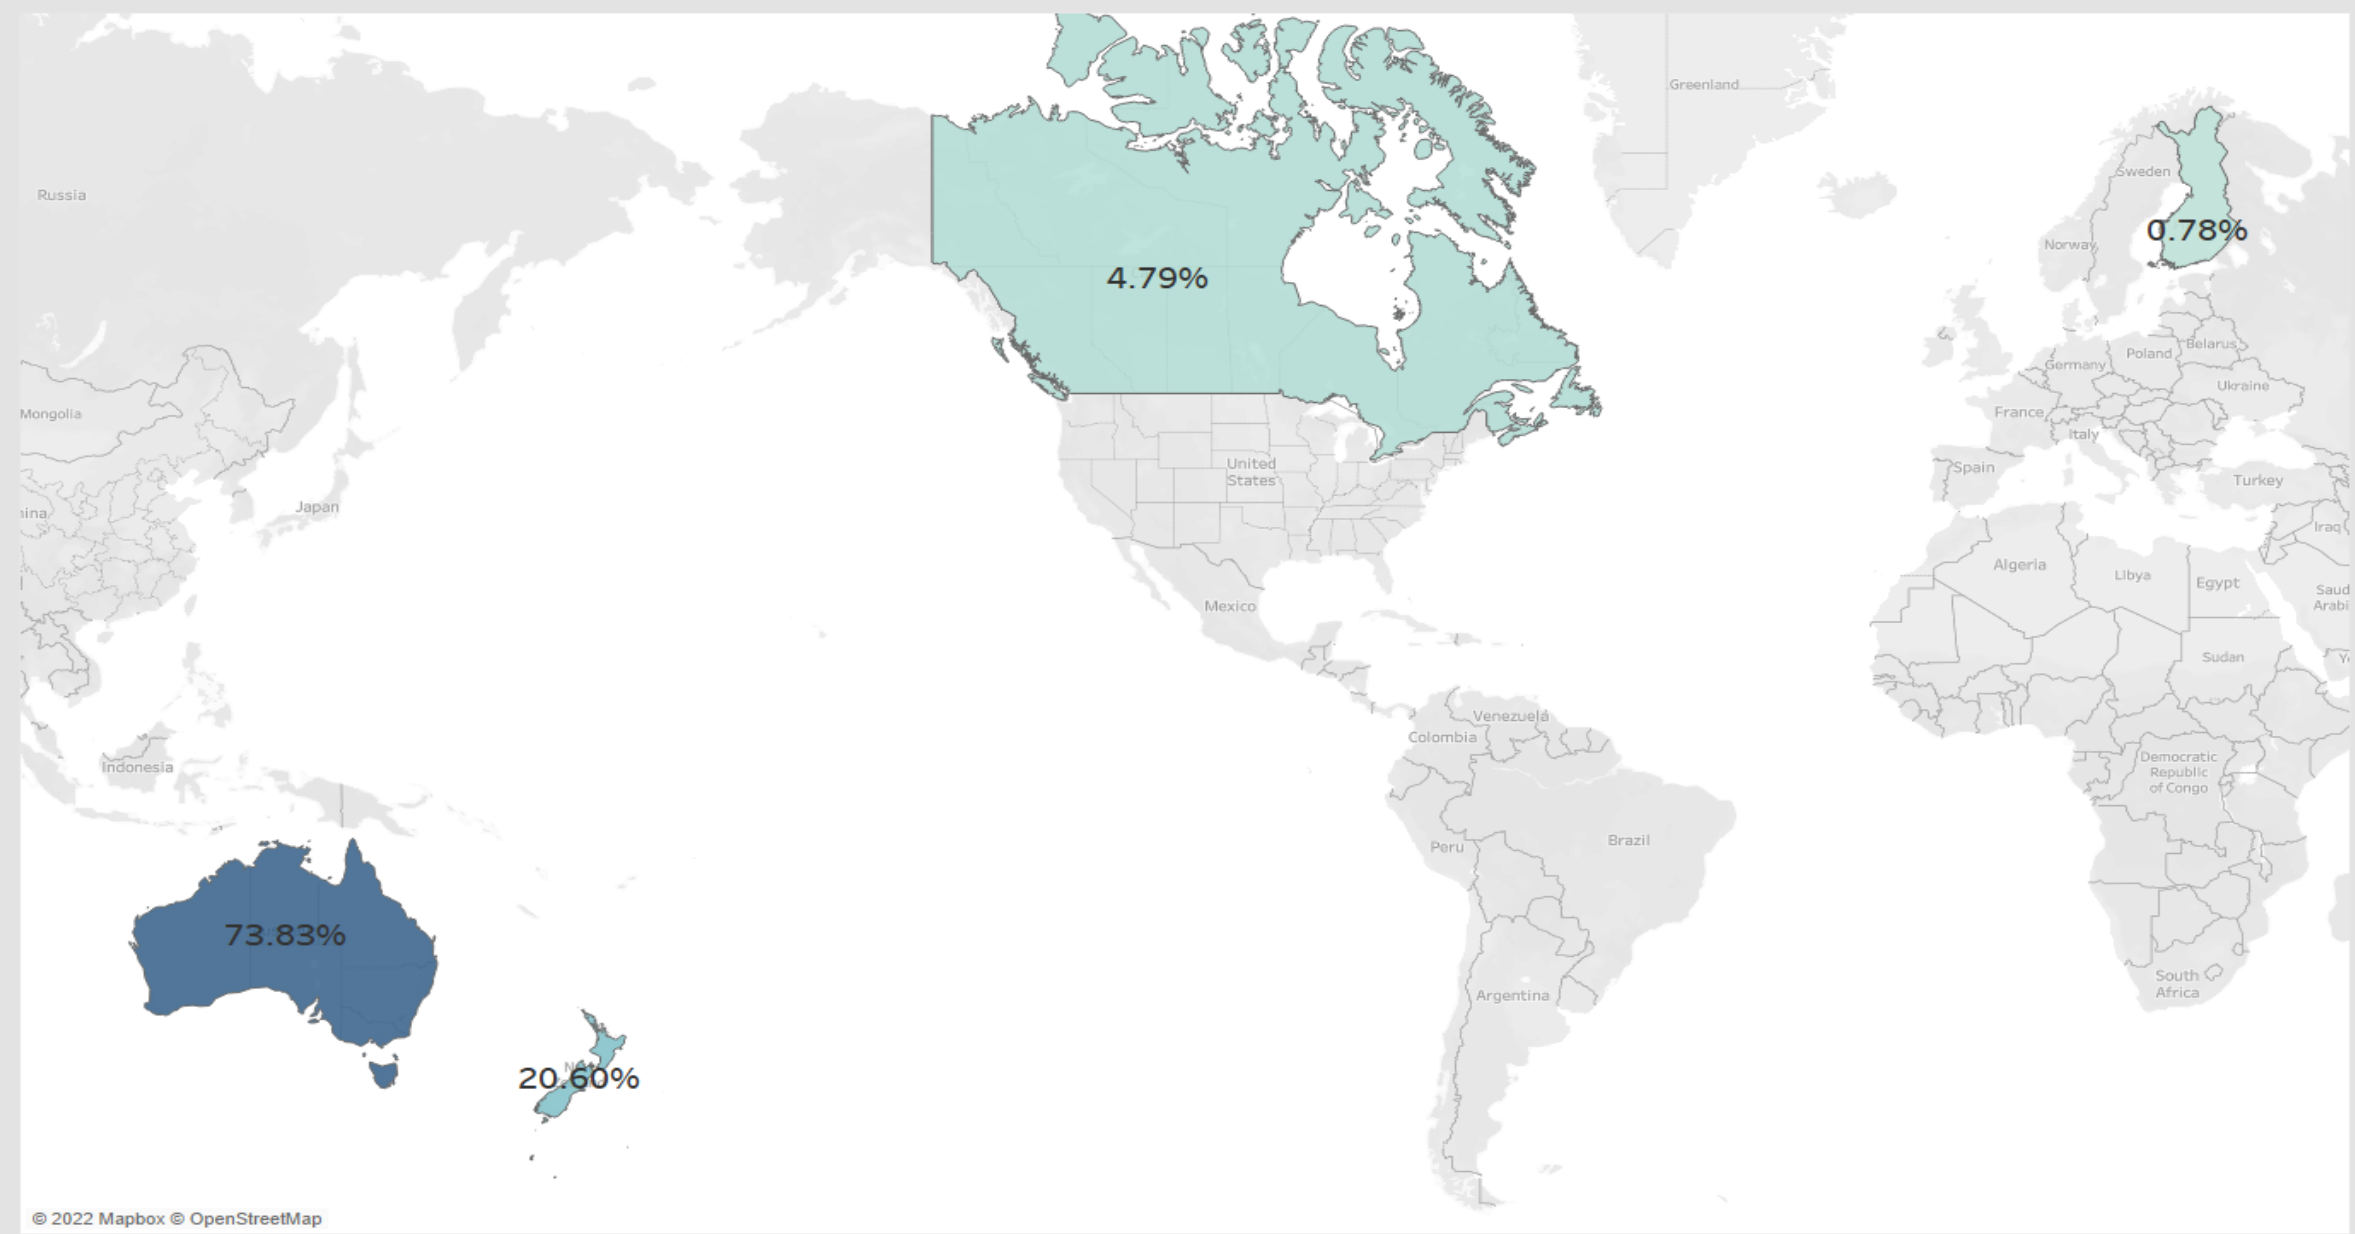 Greenland
Russia
Sweden
0.78%
Norway
4.79%
Belarus
Poland
Germany
Ukraine
France
Mongolia
Italy
United
States
Spain
Turkey
Japan
ina
Iraq
Algeria
Libya
Egypt
Saud
Arabi
Mexico
Sudan
Ye
Venezuela
Colombia
Indonesia
Democratic
Republic
of Congo
Brazil
Peru
73.83%
South
Africa
Argentina
20.60%
© 2022 Mapbox © OpenStreetMap